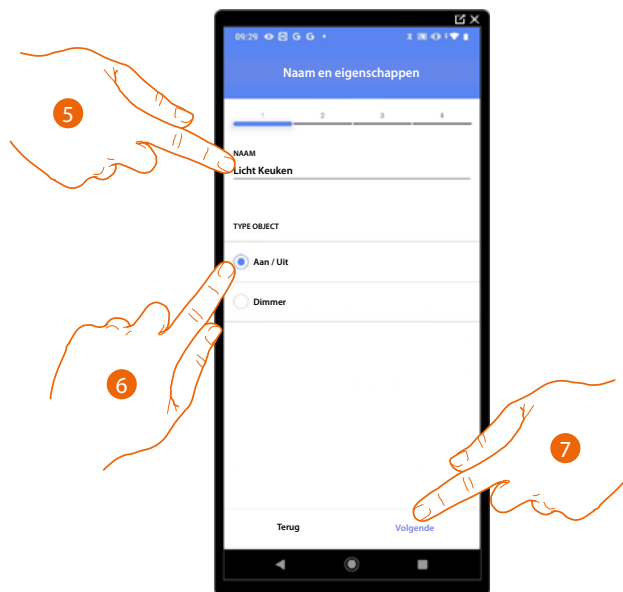 09:29 G G
Naam en eigenschappen
1 2 3 4
NAAM
Licht Keuken
TYPE OBJECT
Aan / Uit
Dimmer
Terug Volgende
5
6
7